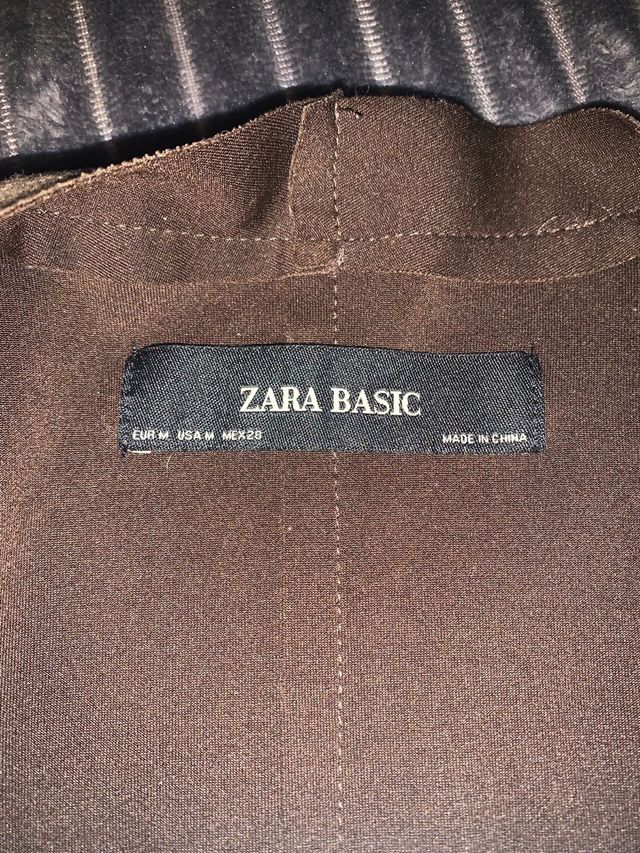 ZARA BASIC
EUR M USA M MEX 28 MADE IN CHINA